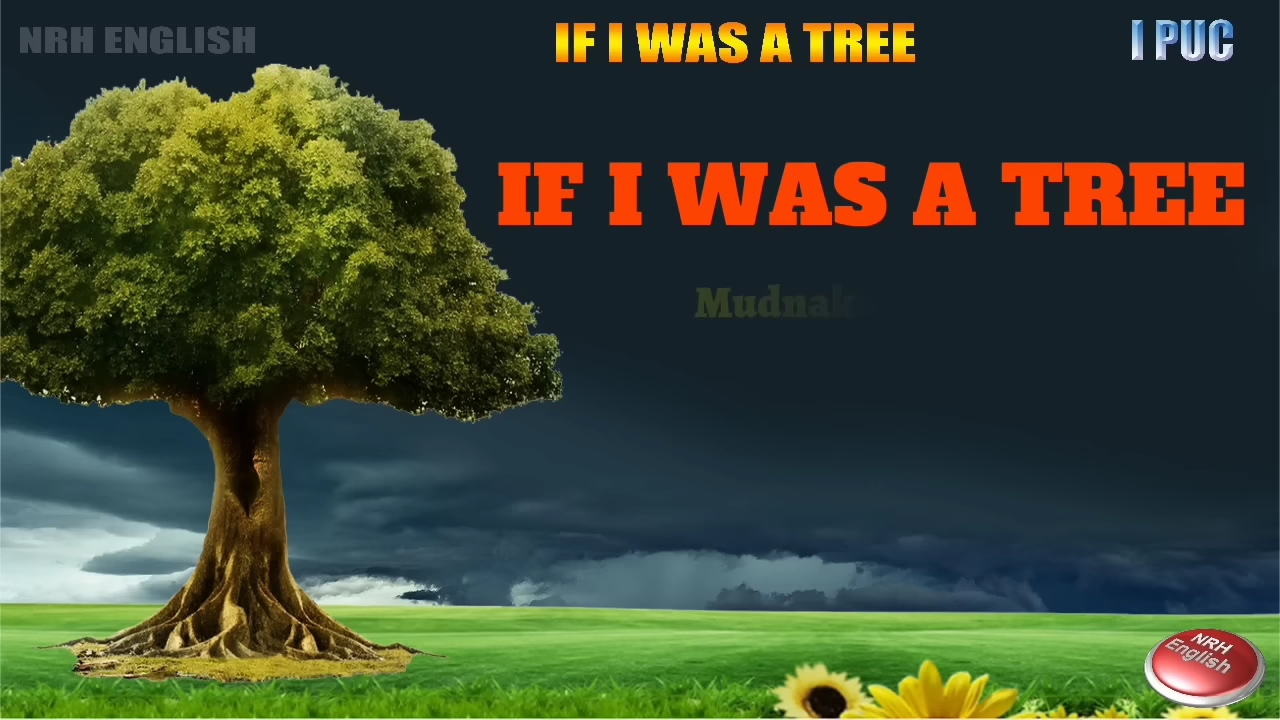 NRH ENGLISH
IF I WAS A TREE
I PUC
IF I WAS A TREE
NRH
English